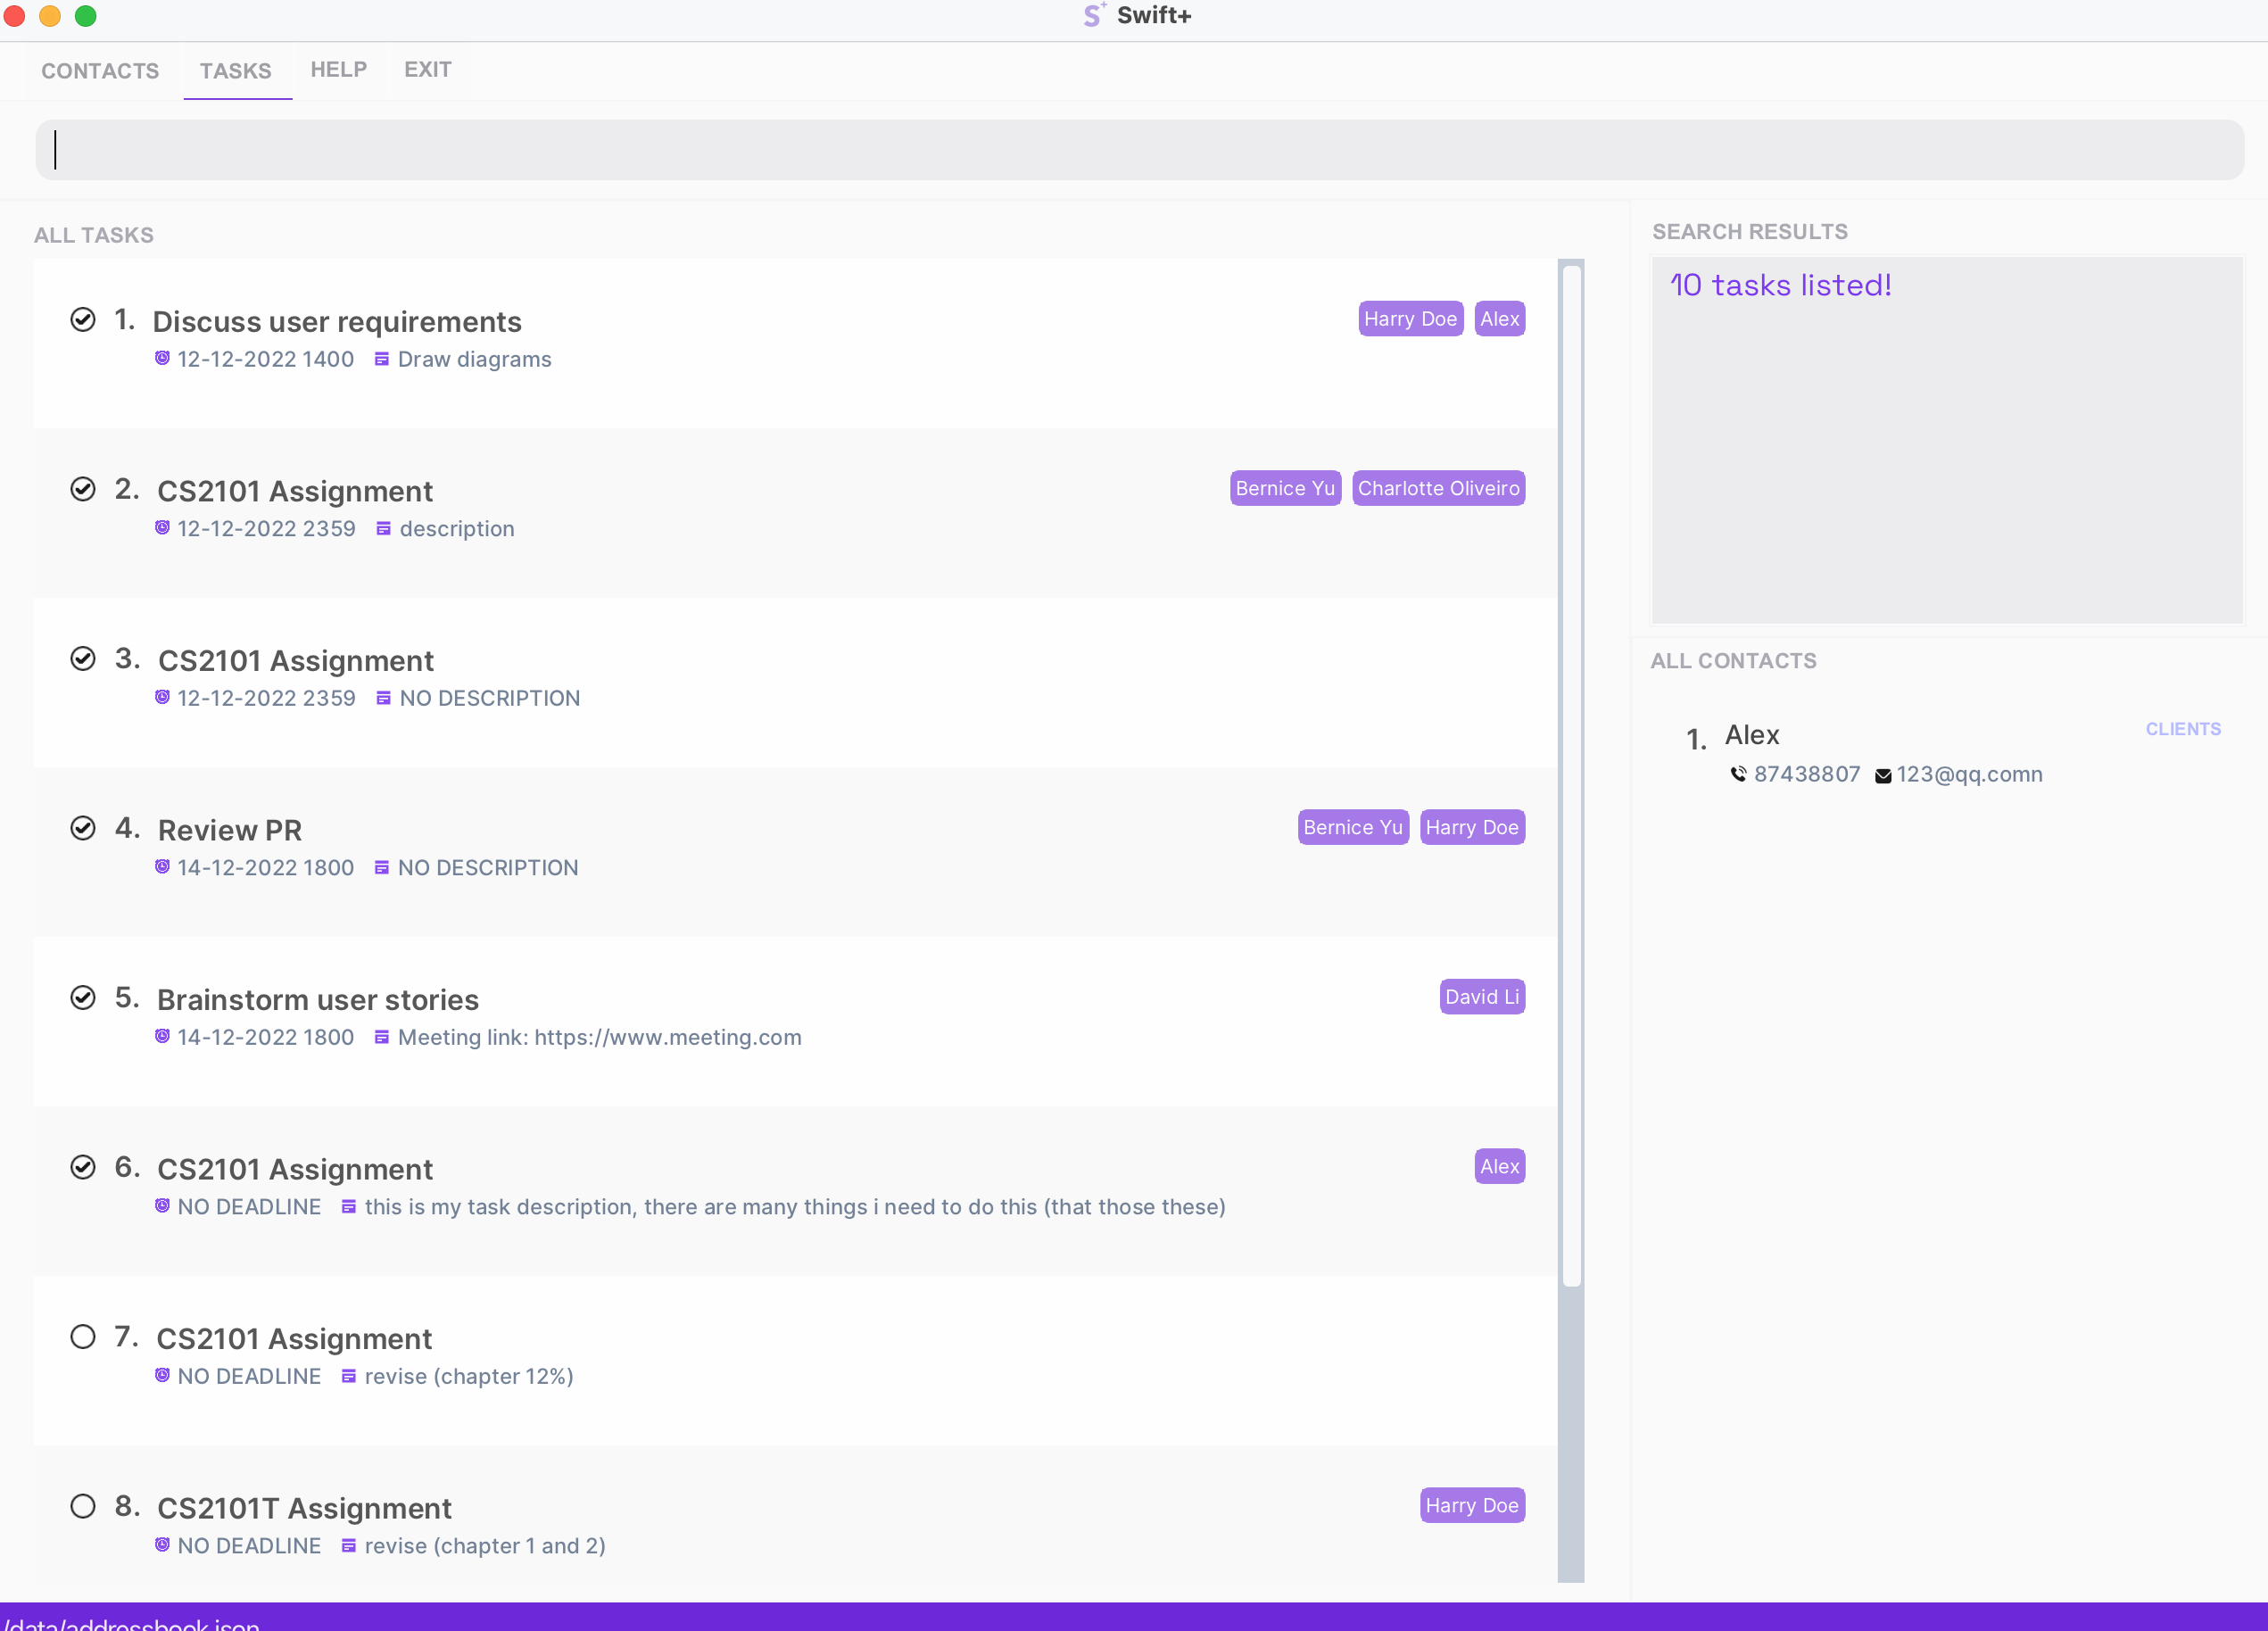 S+ Swift+
CONTACTS TASKS HELP EXIT
ALL TASKS
1. Discuss user requirements Harry Doe Alex
12-12-2022 1400 Draw diagrams
2. CS2101 Assignment Bernice Yu Charlotte Oliveiro
12-12-2022 2359 description
3. CS2101 Assignment
12-12-2022 2359 NO DESCRIPTION
4. Review PR Bernice Yu Harry Doe
14-12-2022 1800 NO DESCRIPTION
5. Brainstorm user stories David Li
14-12-2022 1800 Meeting link: https://www.meeting.com
6. CS2101 Assignment Alex
NO DEADLINE this is my task description, there are many things i need to do this (that those these)
7. CS2101 Assignment
NO DEADLINE revise (chapter 12%)
8. CS2101T Assignment Harry Doe
NO DEADLINE revise (chapter 1 and 2)
SEARCH RESULTS
10 tasks listed!
ALL CONTACTS
1. Alex CLIENTS
87438807 123@qq.comn
/data/addressbook.json